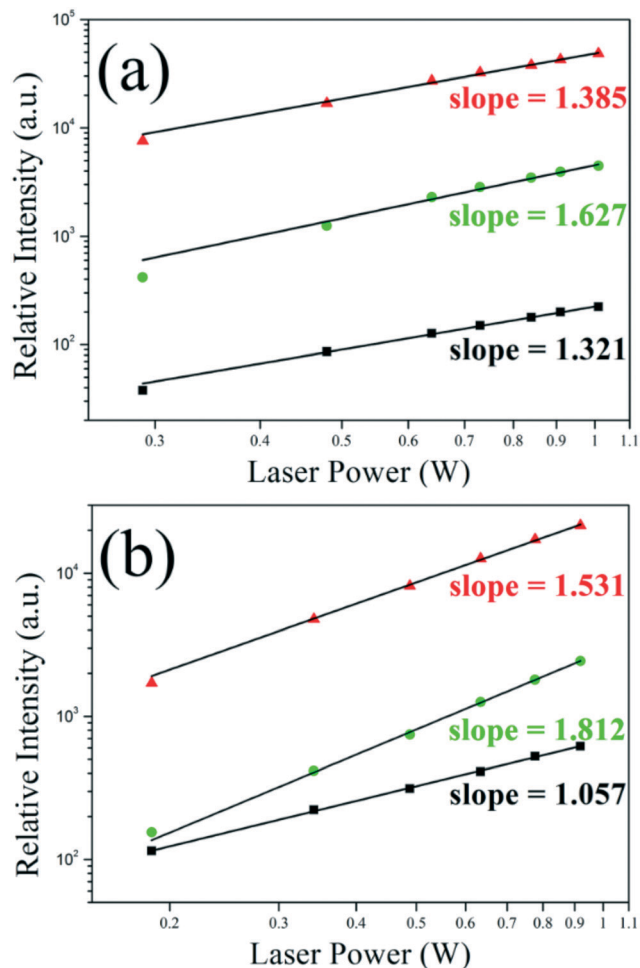 (a)
Relative Intensity (a.u.)
10^5
10^4
10^3
10^2
slope = 1.385
slope = 1.627
slope = 1.321
0.3 0.4 0.5 0.6 0.7 0.8 0.9 1 1.1
Laser Power (W)
(b)
Relative Intensity (a.u.)
10^4
10^3
10^2
slope = 1.531
slope = 1.812
slope = 1.057
0.2 0.3 0.4 0.5 0.6 0.7 0.8 0.9 1 1.1
Laser Power (W)